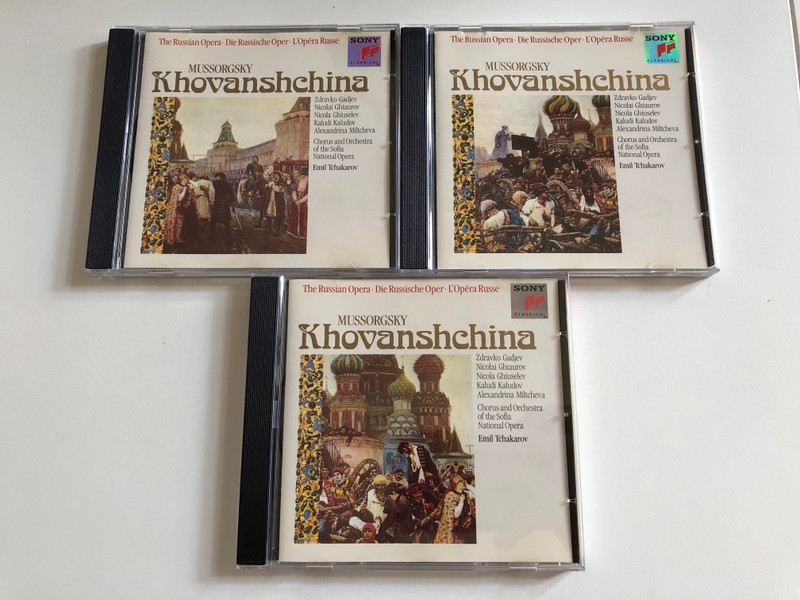 The Russian Opera · Die Russische Oper · L'Opéra Russe
SONY
CLASSICAL
MUSSORGSKY
Khovanshchina
Zdravko Gadjev
Nicolai Ghiaurov
Nicola Ghiuselev
Kaludi Kaludov
Alexandrina Miltcheva
Chorus and Orchestra
of the Sofia
National Opera
Emil Tchakarov
The Russian Opera · Die Russische Oper · L'Opéra Russe
SONY
CLASSICAL
MUSSORGSKY
Khovanshchina
Zdravko Gadjev
Nicolai Ghiaurov
Nicola Ghiuselev
Kaludi Kaludov
Alexandrina Miltcheva
Chorus and Orchestra
of the Sofia
National Opera
Emil Tchakarov
The Russian Opera · Die Russische Oper · L'Opéra Russe
SONY
CLASSICAL
MUSSORGSKY
Khovanshchina
Zdravko Gadjev
Nicolai Ghiaurov
Nicola Ghiuselev
Kaludi Kaludov
Alexandrina Miltcheva
Chorus and Orchestra
of the Sofia
National Opera
Emil Tchakarov